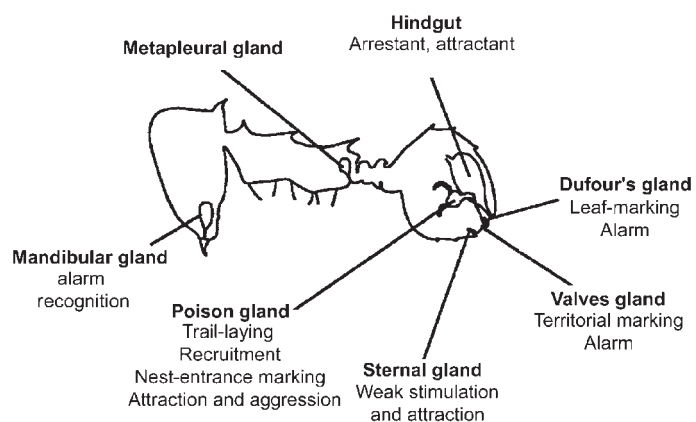 Hindgut
Arrestant, attractant
Metapleural gland
Dufour's gland
Leaf-marking
Alarm
Mandibular gland
alarm
recognition
Valves gland
Territorial marking
Alarm
Poison gland
Trail-laying
Recruitment
Nest-entrance marking
Attraction and aggression
Sternal gland
Weak stimulation
and attraction